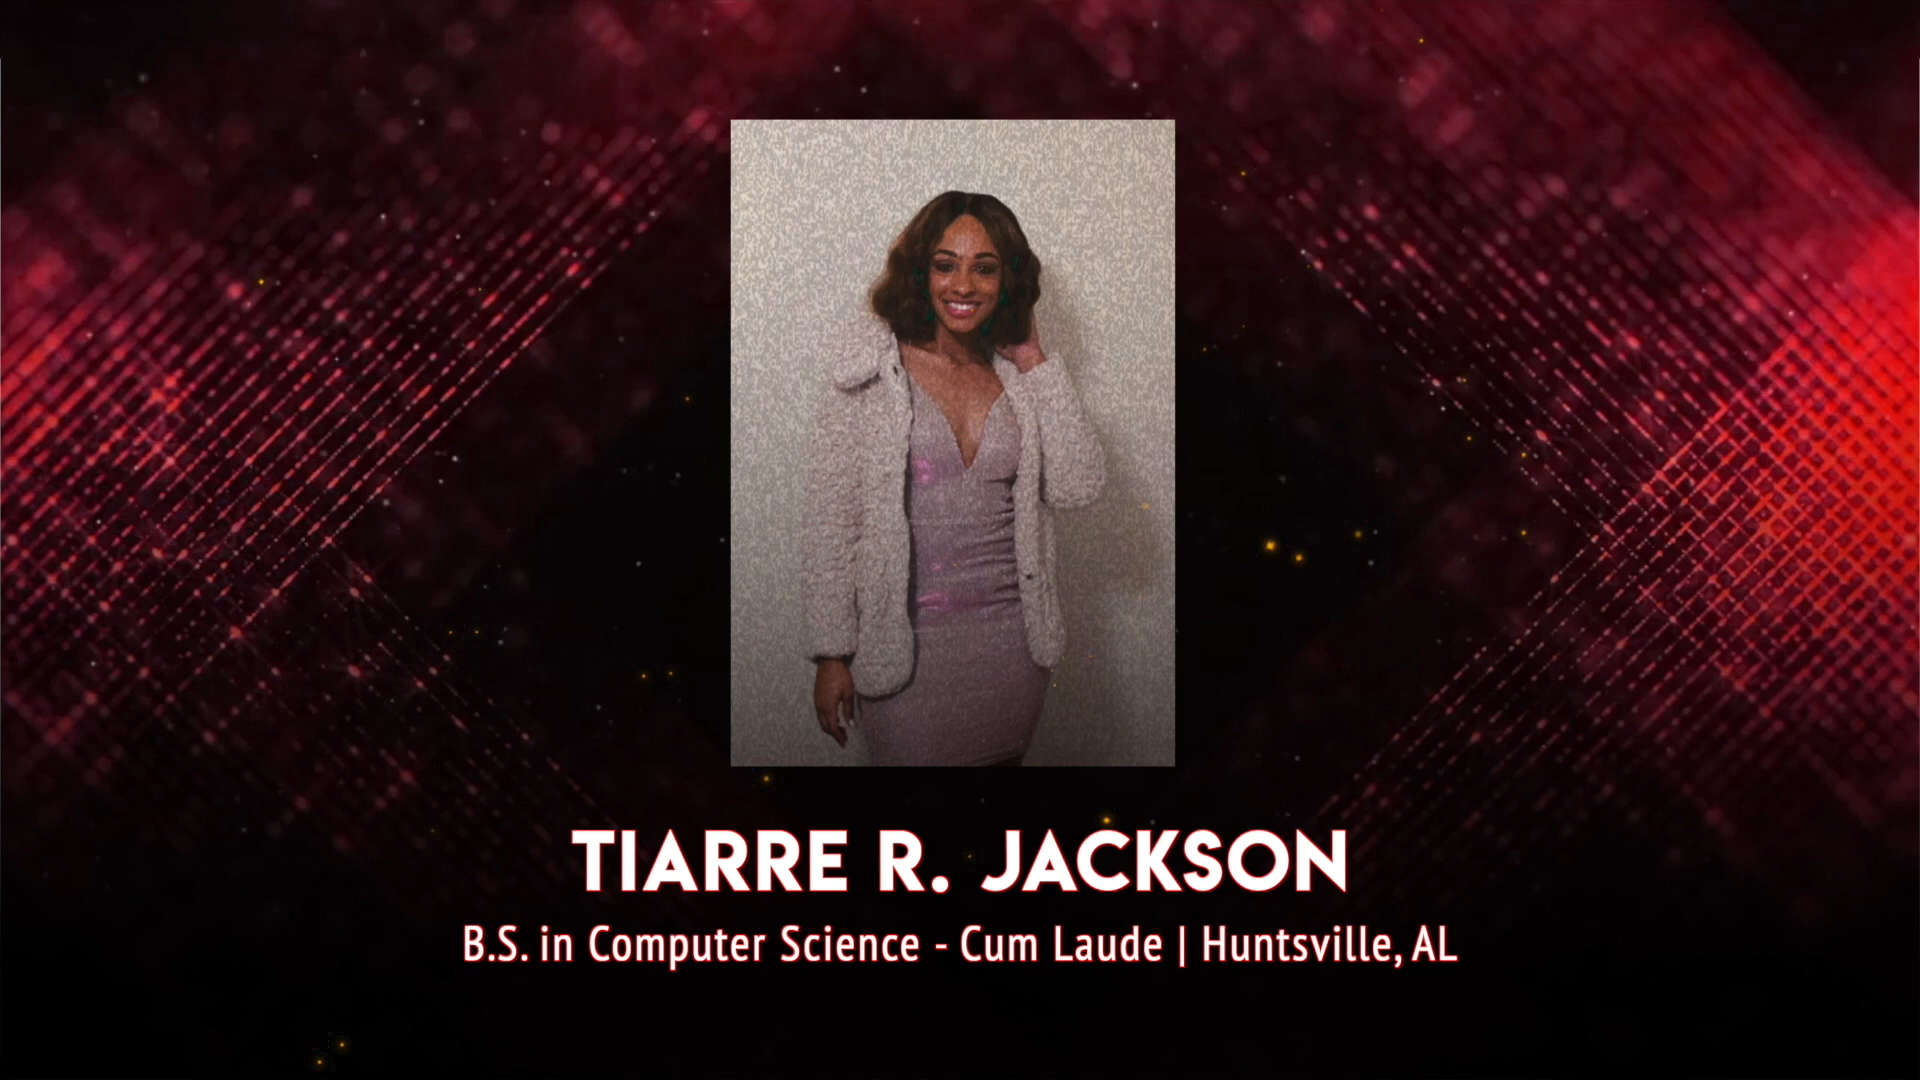 TIARRE R. JACKSON
B.S. in Computer Science - Cum Laude | Huntsville, AL